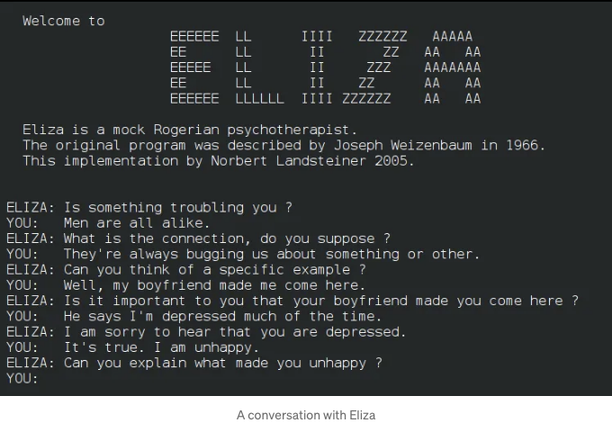 Welcome to
EEEEEE LL IIII ZZZZZZ AAAAA
EE LL II ZZ AA AA
EEEEE LL II ZZZ AAAAAAA
EE LL II ZZ AA AA
EEEEEE LLLLLL IIII ZZZZZZ AA AA
Eliza is a mock Rogerian psychotherapist.
The original program was described by Joseph Weizenbaum in 1966.
This implementation by Norbert Landsteiner 2005.
ELIZA: Is something troubling you ?
YOU: Men are all alike.
ELIZA: What is the connection, do you suppose ?
YOU: They're always bugging us about something or other.
ELIZA: Can you think of a specific example ?
YOU: Well, my boyfriend made me come here.
ELIZA: Is it important to you that your boyfriend made you come here ?
YOU: He says I'm depressed much of the time.
ELIZA: I am sorry to hear that you are depressed.
YOU: It's true. I am unhappy.
ELIZA: Can you explain what made you unhappy ?
YOU:
A conversation with Eliza